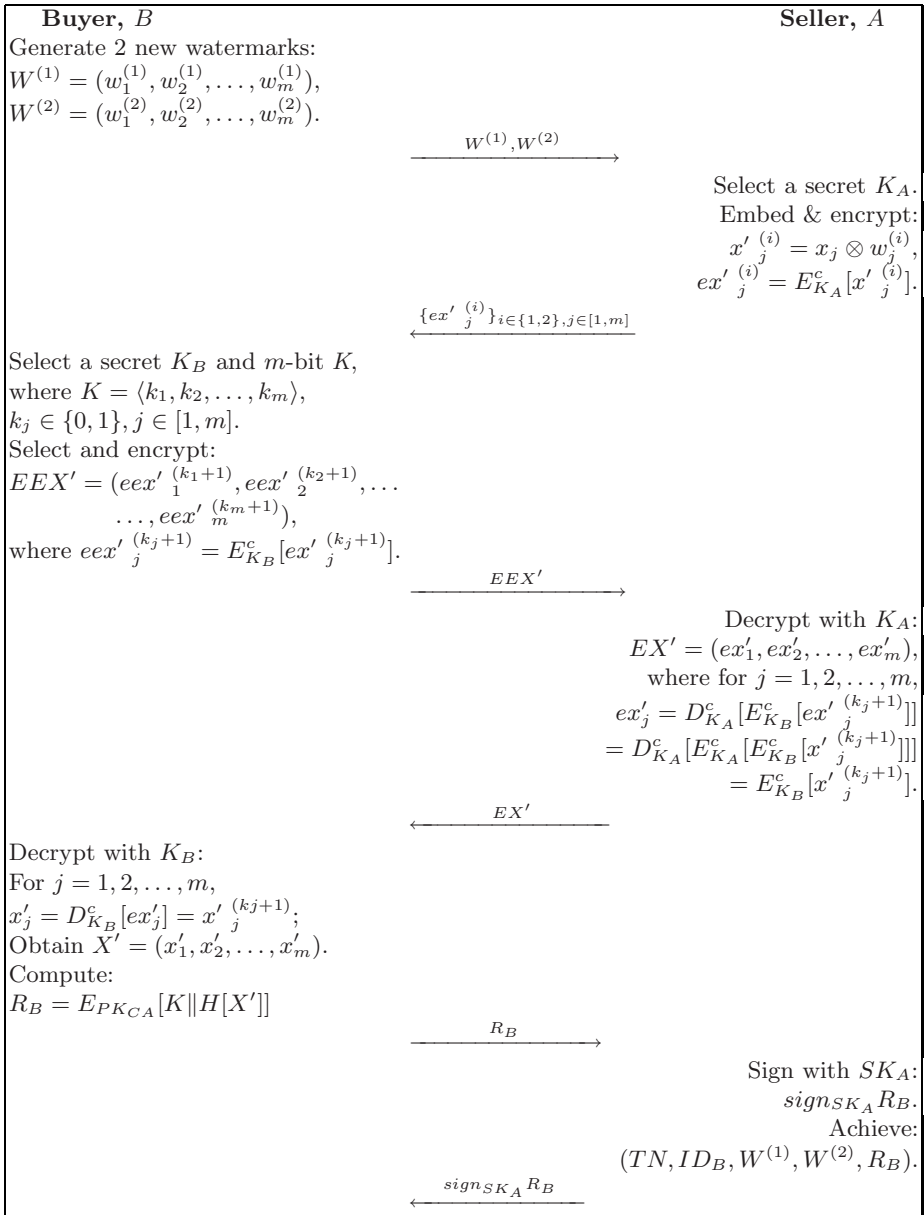 Buyer, B Seller, A
Generate 2 new watermarks:
W^{(1)} = (w_1^{(1)}, w_2^{(1)}, \ldots, w_m^{(1)}),
W^{(2)} = (w_1^{(2)}, w_2^{(2)}, \ldots, w_m^{(2)}).
W^{(1)}, W^{(2)}
Select a secret K_A.
Embed & encrypt:
x'_j^{(i)} = x_j ⊗ w_j^{(i)},
ex'_j^{(i)} = E^c_{K_A}[x'_j^{(i)}].
{ex'_j^{(i)}}_{i∈{1,2},j∈[1,m]}
Select a secret K_B and m-bit K,
where K = ⟨k_1, k_2, …, k_m⟩,
k_j ∈ {0, 1}, j ∈ [1, m].
Select and encrypt:
EEX' = (eex'_1^{(k_1+1)}, eex'_2^{(k_2+1)}, …
…, eex'_m^{(k_m+1)}),
where eex'_j^{(k_j+1)} = E^c_{K_B}[ex'_j^{(k_j+1)}].
EEX'
Decrypt with K_A:
EX' = (ex'_1, ex'_2, …, ex'_m),
where for j = 1, 2, …, m,
ex'_j = D^c_{K_A}[E^c_{K_B}[ex'_j^{(k_j+1)}]]
= D^c_{K_A}[E^c_{K_A}[E^c_{K_B}[x'_j^{(k_j+1)}]]]
= E^c_{K_B}[x'_j^{(k_j+1)}].
EX'
Decrypt with K_B:
For j = 1, 2, …, m,
x'_j = D^c_{K_B}[ex'_j] = x'_j^{(kj+1)};
Obtain X' = (x'_1, x'_2, …, x'_m).
Compute:
R_B = E_{PK_{CA}}[K‖H[X']]
R_B
Sign with SK_A:
sign_{SK_A}R_B.
Achieve:
(TN, ID_B, W^{(1)}, W^{(2)}, R_B).
sign_{SK_A}R_B